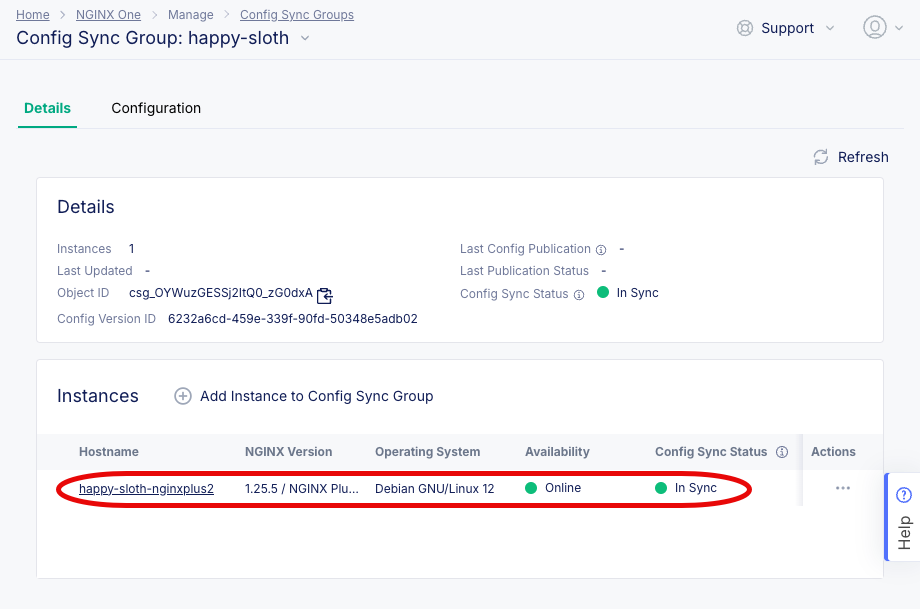 Home > NGINX One > Manage > Config Sync Groups
Config Sync Group: happy-sloth
Support
Details
Configuration
Refresh
Details
Instances 1
Last Updated -
Object ID csg_OYWuzGESSj2ItQ0_zG0dxA
Config Version ID 6232a6cd-459e-339f-90fd-50348e5adb02
Last Config Publication -
Last Publication Status -
Config Sync Status In Sync
Instances
Add Instance to Config Sync Group
Hostname NGINX Version Operating System Availability Config Sync Status Actions
happy-sloth-nginxplus2 1.25.5 / NGINX Plu... Debian GNU/Linux 12 Online In Sync ...
Help